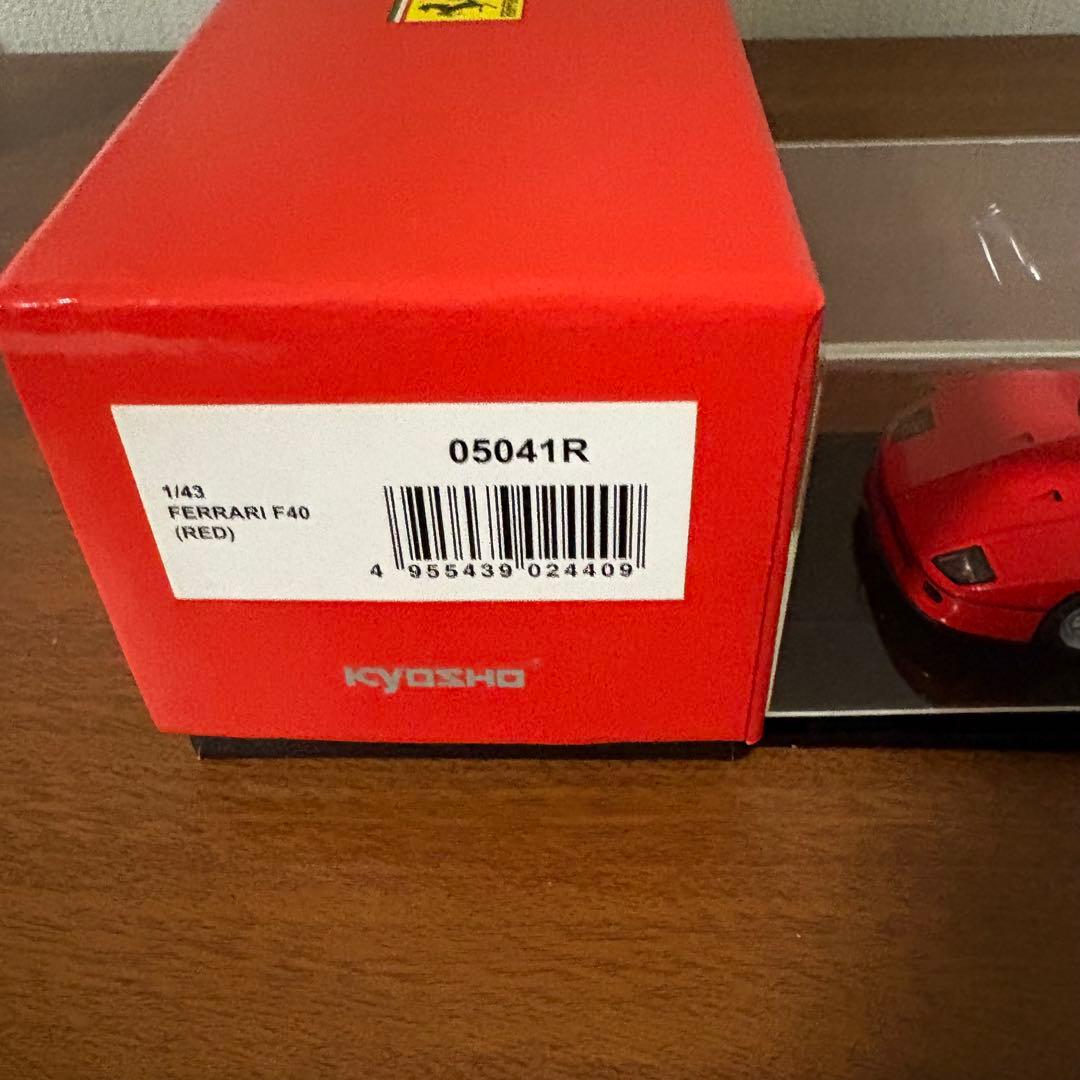 05041R
1/43
FERRARI F40
(RED)
4 955439 024409
KYOSHO